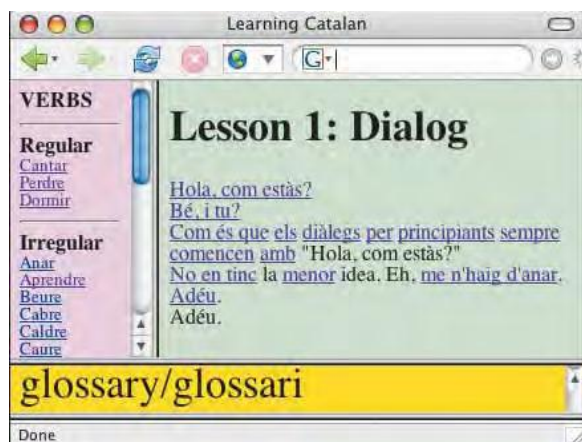 Learning Catalan
G
VERBS
Regular
Cantar
Perdre
Dormir
Irregular
Anar
Aprendre
Beure
Cabre
Caldre
Caure
Lesson 1: Dialog
Hola, com estàs?
Bé, i tu?
Com és que els diàlegs per principiants sempre
comencen amb "Hola, com estàs?"
No en tinc la menor idea. Eh, me n'haig d'anar.
Adéu.
Adéu.
glossary/glossari
Done